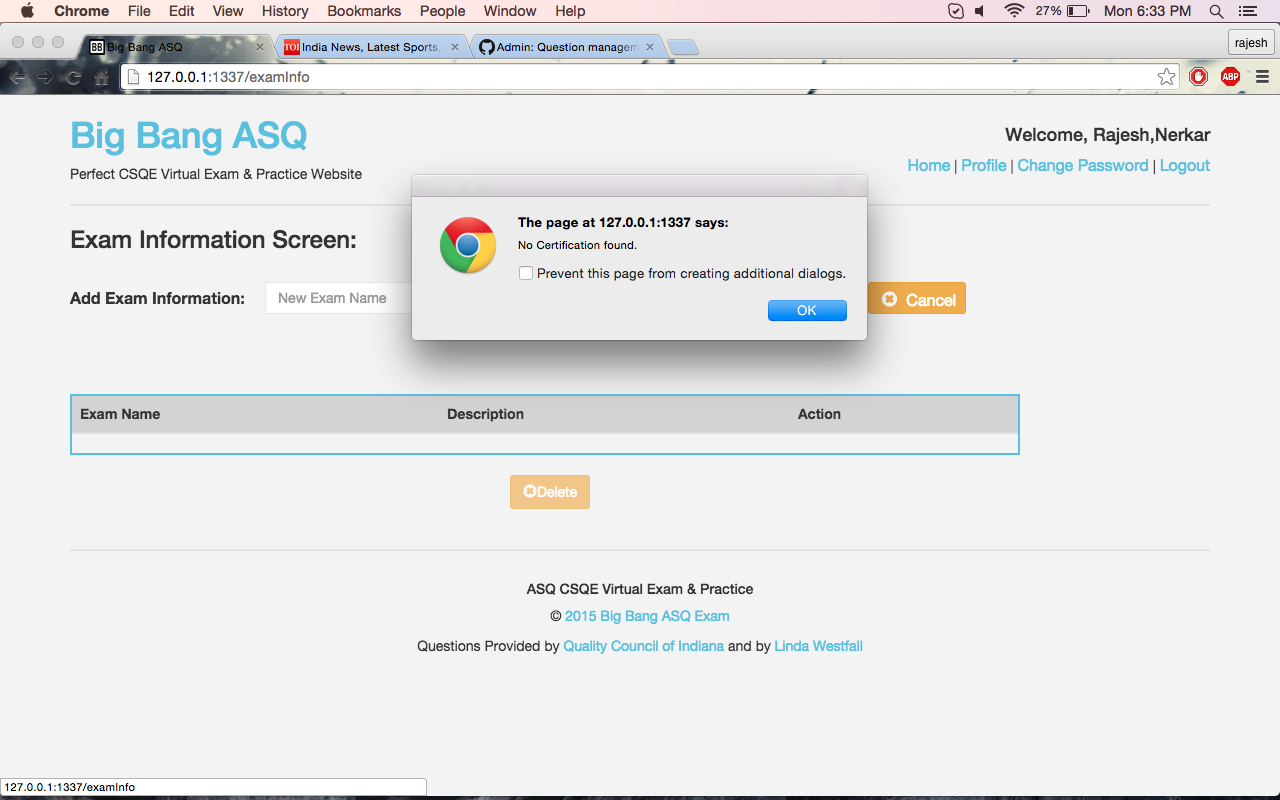 Chrome File Edit View History Bookmarks People Window Help 27% Mon 6:33 PM
BB Big Bang ASQ TOI India News, Latest Sports, Admin: Question managem rajesh
127.0.0.1:1337/examInfo ABP
Big Bang ASQ
Perfect CSQE Virtual Exam & Practice Website
Welcome, Rajesh,Nerkar
Home | Profile | Change Password | Logout
The page at 127.0.0.1:1337 says:
No Certification found.
Prevent this page from creating additional dialogs.
OK
Exam Information Screen:
Add Exam Information: New Exam Name Cancel
Exam Name Description Action
Delete
ASQ CSQE Virtual Exam & Practice
© 2015 Big Bang ASQ Exam
Questions Provided by Quality Council of Indiana and by Linda Westfall
127.0.0.1:1337/examInfo